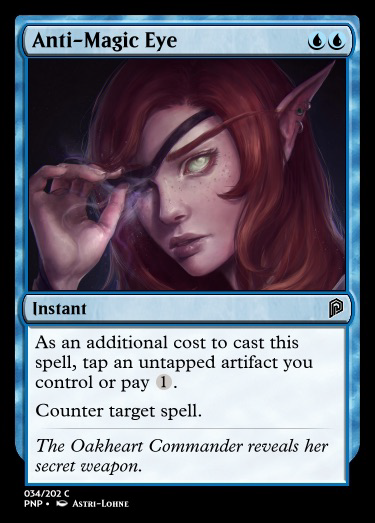 Anti-Magic Eye
Instant
As an additional cost to cast this
spell, tap an untapped artifact you
control or pay 1.
Counter target spell.
The Oakheart Commander reveals her
secret weapon.
034/202 C
PNP • Astri-Lohne